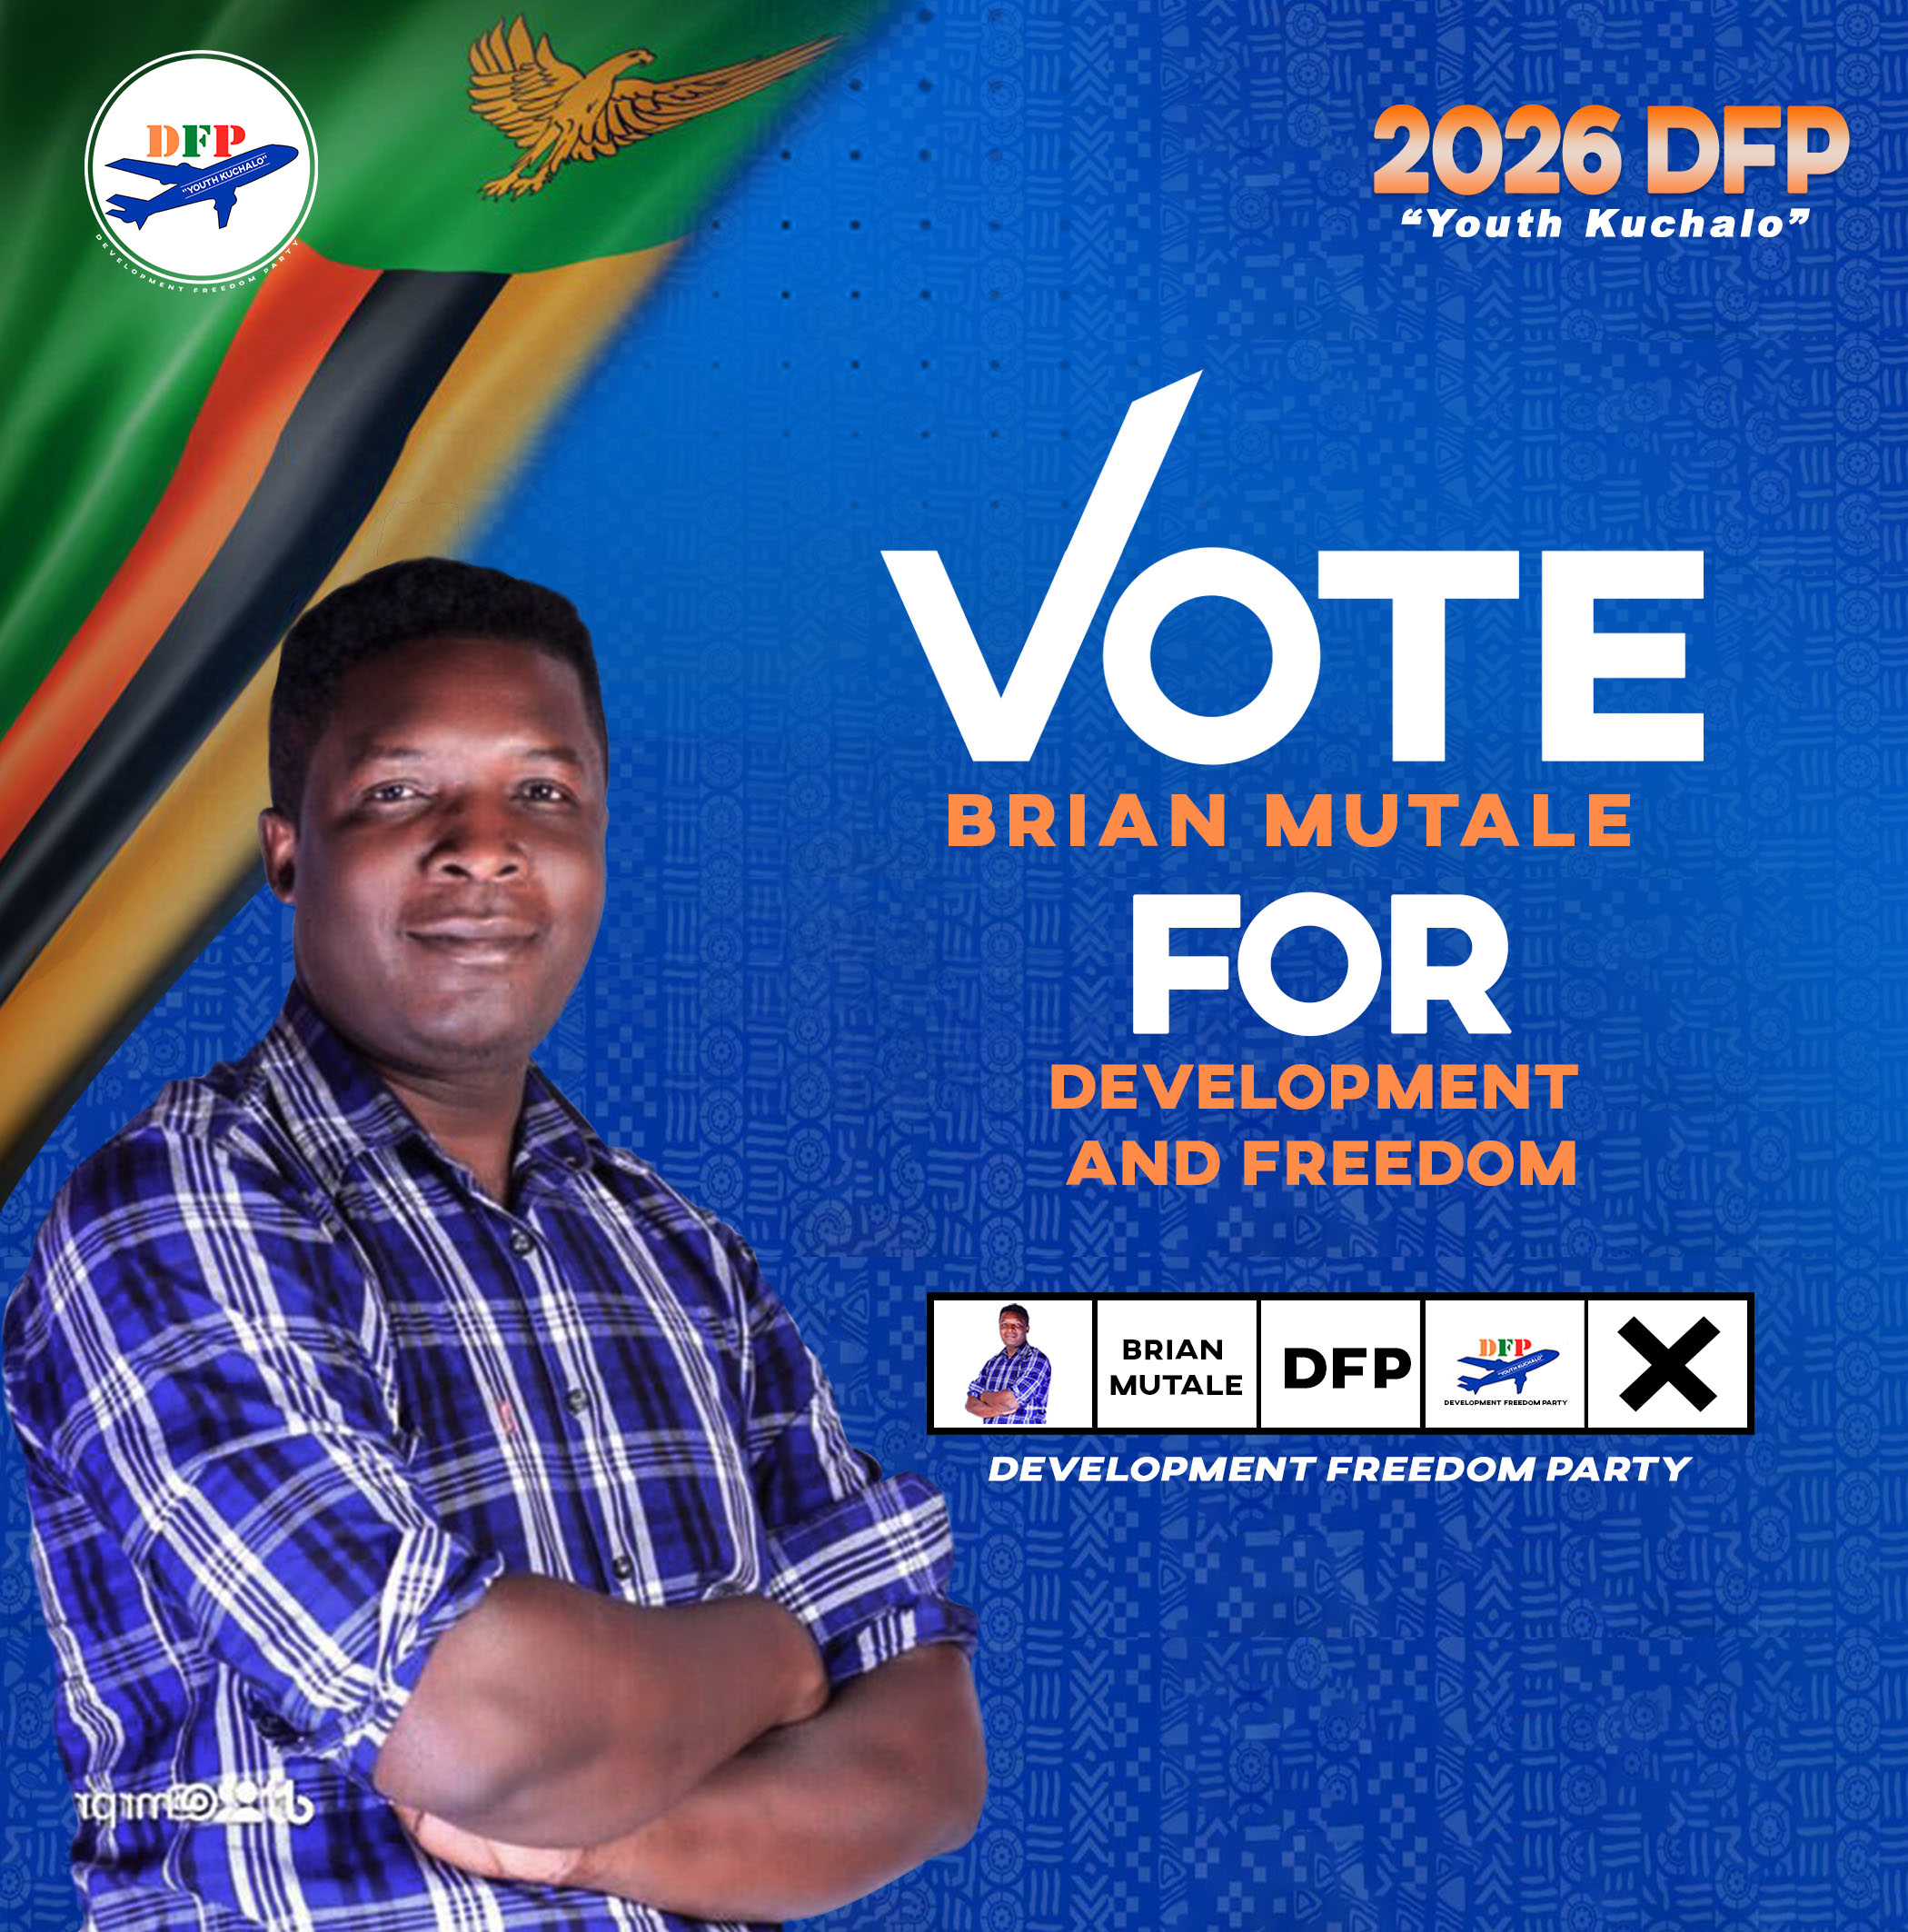 DFP
"YOUTH KUCHALO"
DEVELOPMENT FREEDOM PARTY
2026 DFP
"Youth Kuchalo"
VOTE
BRIAN MUTALE
FOR
DEVELOPMENT
AND FREEDOM
BRIAN
MUTALE
DFP
DFP
"YOUTH KUCHALO"
DEVELOPMENT FREEDOM PARTY
DEVELOPMENT FREEDOM PARTY